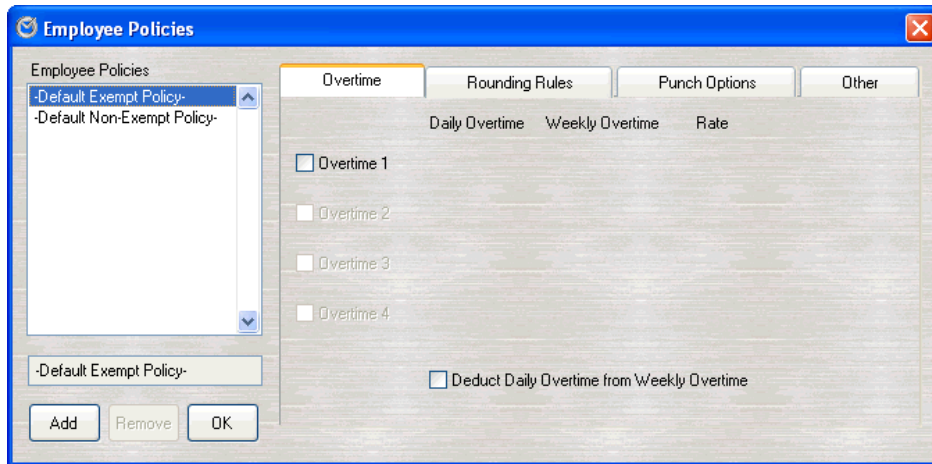 Employee Policies
Employee Policies
-Default Exempt Policy-
-Default Non-Exempt Policy-
-Default Exempt Policy-
Add Remove OK
Overtime Rounding Rules Punch Options Other
Daily Overtime Weekly Overtime Rate
Overtime 1
Overtime 2
Overtime 3
Overtime 4
Deduct Daily Overtime from Weekly Overtime